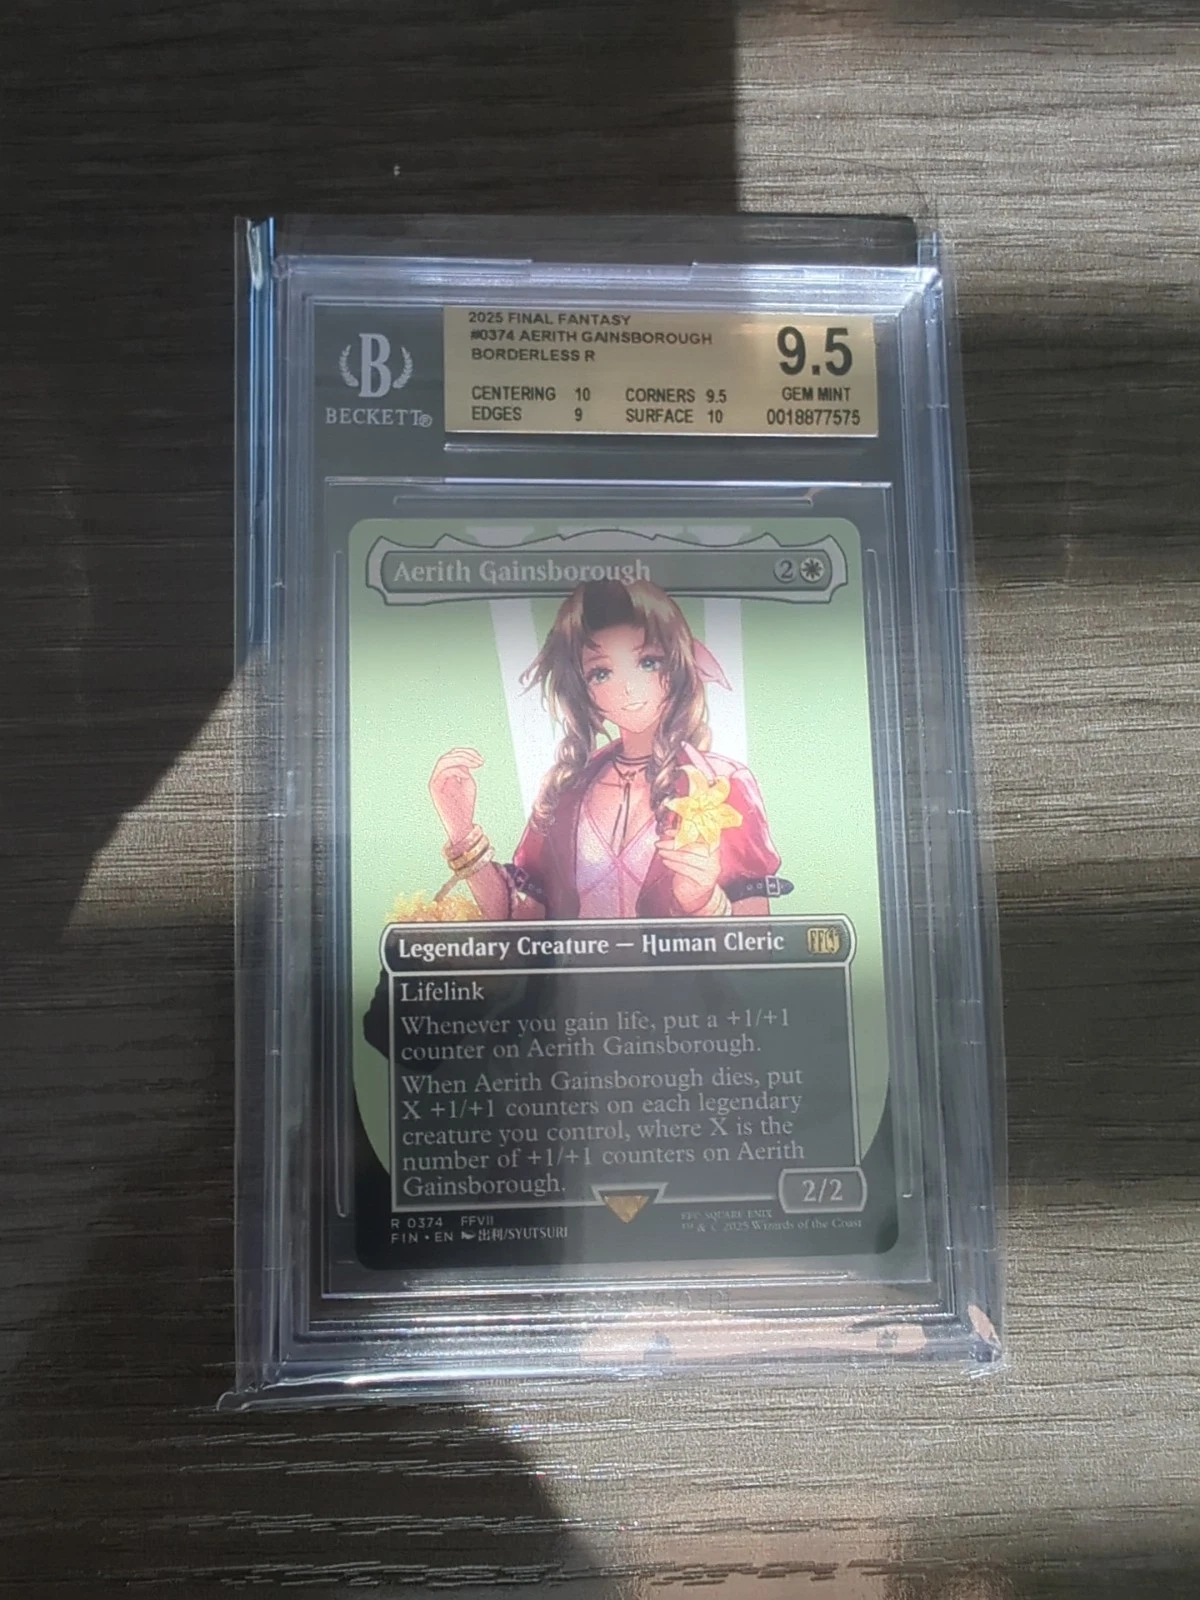 2025 FINAL FANTASY
#0374 AERITH GAINSBOROUGH
BORDERLESS R
CENTERING 10 CORNERS 9.5
EDGES 9 SURFACE 10
9.5
GEM MINT
0018877575
B
BECKETT®
Aerith Gainsborough 2
Legendary Creature — Human Cleric
Lifelink
Whenever you gain life, put a +1/+1
counter on Aerith Gainsborough.
When Aerith Gainsborough dies, put
X +1/+1 counters on each legendary
creature you control, where X is the
number of +1/+1 counters on Aerith
Gainsborough.
2/2
R 0374 FFVII
FIN • EN 出利/SYUTSURI
SQUARE ENIX
™ & © 2025 Wizards of the Coast